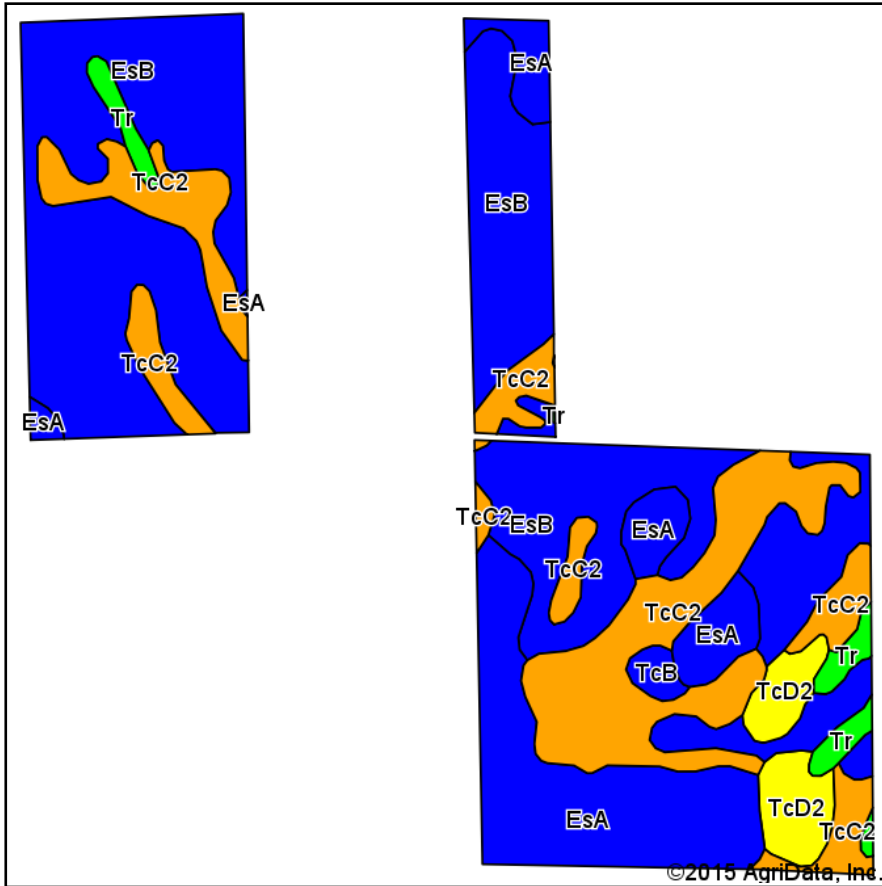 EsB
EsA
Tr
TcC2
EsB
EsA
TcC2
TcC2
EsA
Tr
TcC2
EsB
EsA
TcC2
TcC2
TcC2
EsA
Tr
TcB
TcD2
Tr
TcD2
EsA
TcC2
©2015 AgriData, Inc.